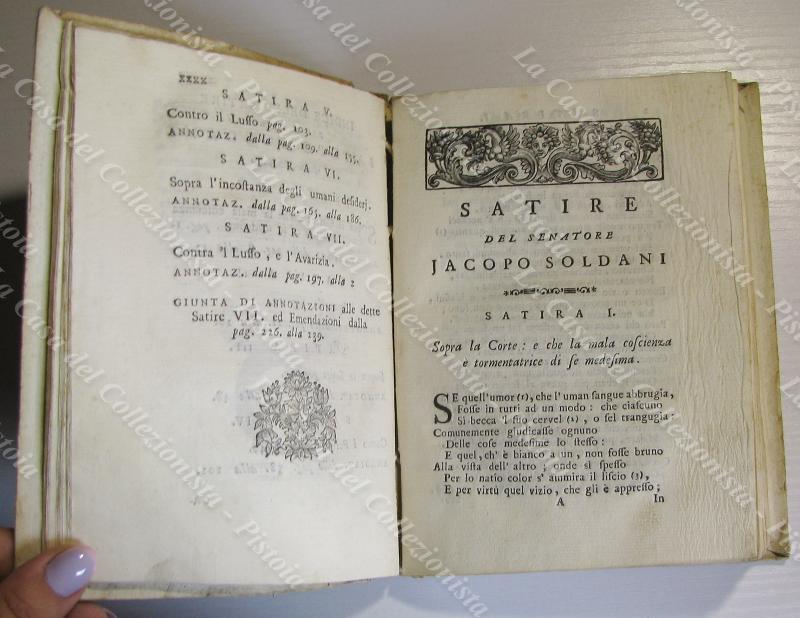 xxxx
SATIRA V.
Contro il Luſſo pag. 103.
ANNOTAZ. dalla pag. 109. alla 155.
SATIRA VI.
Sopra l'incoſtanza degli umani deſiderj.
ANNOTAZ. dalla pag. 165. alla 186.
SATIRA VII.
Contra 'l Luſſo, e l'Avarizia.
ANNOTAZ. dalla pag. 197. alla 2
GIUNTA DI ANNOTAZIONI alle dette
Satire VII. ed Emendazioni dalla
pag. 226. alla 239.
SATIRE
DEL SENATORE
JACOPO SOLDANI
SATIRA I.
Sopra la Corte: e che la mala coſcienza
è tormentatrice di ſe medeſima.
SE quell'umor (1), che l'uman ſangue abbrugia,
Foſſe in tutti ad un modo: che ciaſcuno
Si becca 'l ſuo cervel (2), o ſel trangugia:
Comunemente giudicaſſe ognuno
Delle coſe medeſime lo ſteſſo:
E quel, ch' è bianco a un, non foſſe bruno
Alla viſta dell' altro; onde sì ſpeſſo
Per lo natio color s' ammira il liſcio (3),
E per virtù quel vizio, che gli è appreſſo;
A
In
La Casa del Collezionista - Pistoia